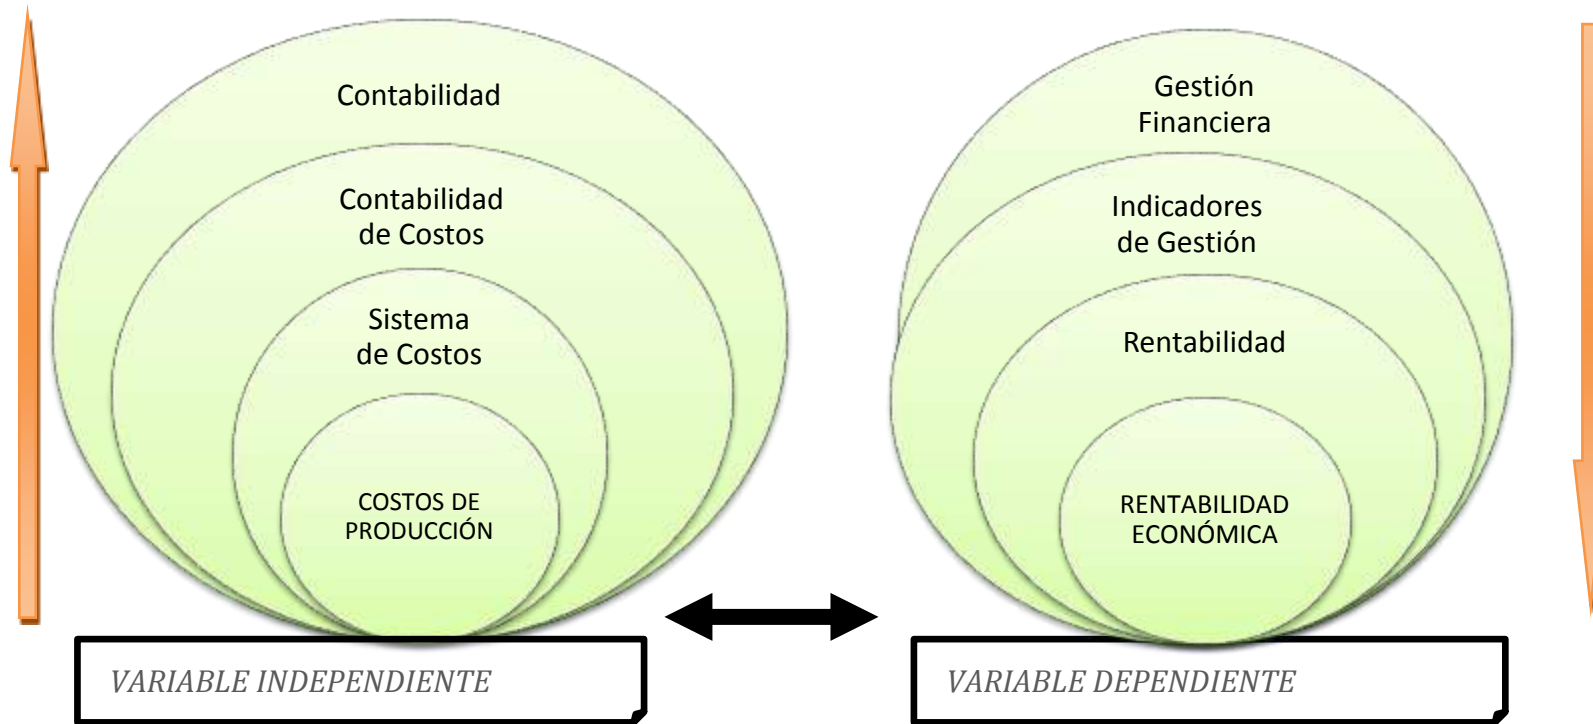 Contabilidad
Contabilidad
de Costos
Sistema
de Costos
COSTOS DE
PRODUCCIÓN
VARIABLE INDEPENDIENTE
Gestión
Financiera
Indicadores
de Gestión
Rentabilidad
RENTABILIDAD
ECONÓMICA
VARIABLE DEPENDIENTE